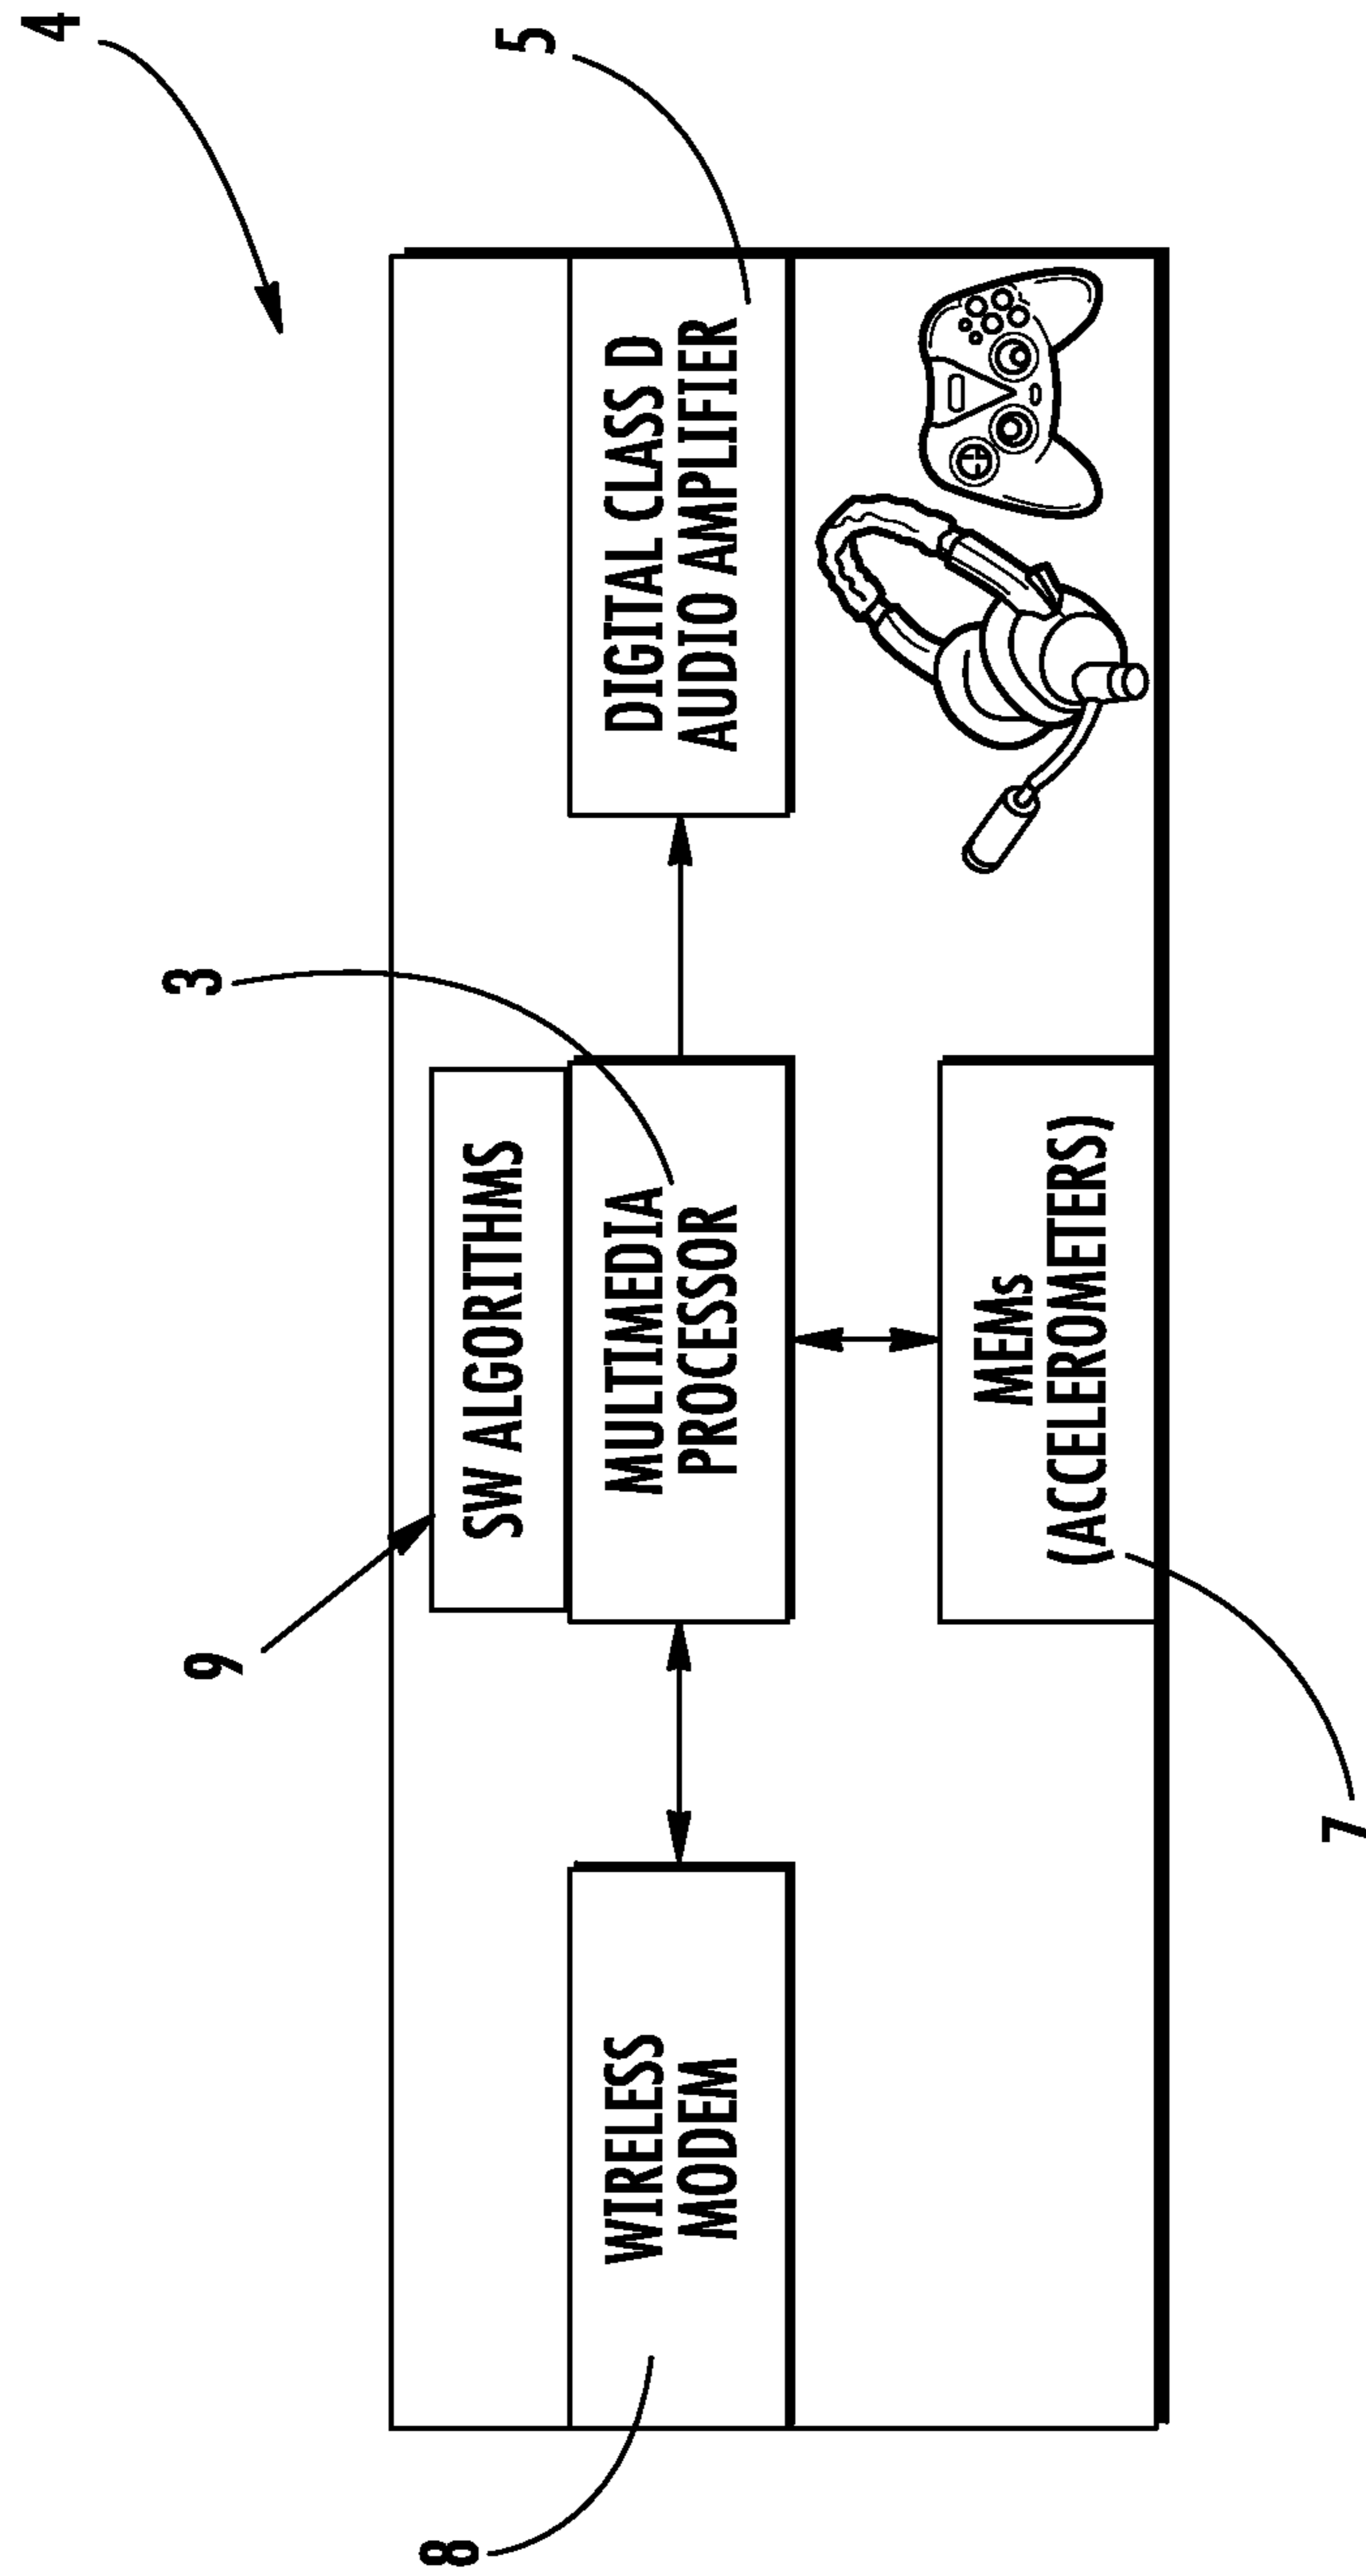 4
5
3
9
SW ALGORITHMS
WIRELESS
MODEM
MULTIMEDIA
PROCESSOR
DIGITAL CLASS D
AUDIO AMPLIFIER
MEMs
(ACCELEROMETERS)
8
7